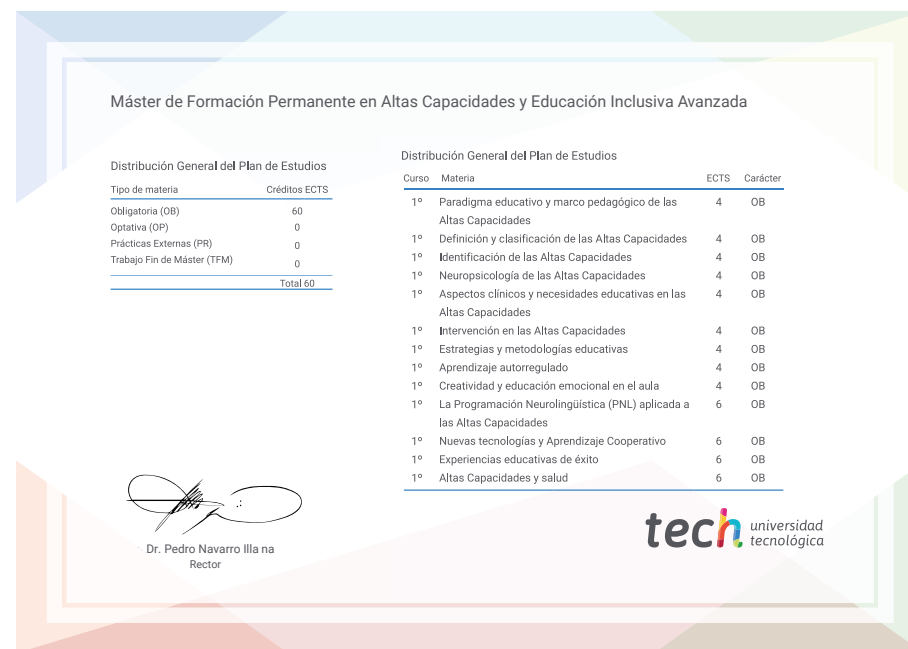 Máster de Formación Permanente en Altas Capacidades y Educación Inclusiva Avanzada
Distribución General del Plan de Estudios
Tipo de materia Créditos ECTS
Obligatoria (OB) 60
Optativa (OP) 0
Prácticas Externas (PR) 0
Trabajo Fin de Máster (TFM) 0
Total 60
Distribución General del Plan de Estudios
Curso Materia ECTS Carácter
1º Paradigma educativo y marco pedagógico de las 4 OB
Altas Capacidades
1º Definición y clasificación de las Altas Capacidades 4 OB
1º Identificación de las Altas Capacidades 4 OB
1º Neuropsicología de las Altas Capacidades 4 OB
1º Aspectos clínicos y necesidades educativas en las 4 OB
Altas Capacidades
1º Intervención en las Altas Capacidades 4 OB
1º Estrategias y metodologías educativas 4 OB
1º Aprendizaje autorregulado 4 OB
1º Creatividad y educación emocional en el aula 4 OB
1º La Programación Neurolingüística (PNL) aplicada a 6 OB
las Altas Capacidades
1º Nuevas tecnologías y Aprendizaje Cooperativo 6 OB
1º Experiencias educativas de éxito 6 OB
1º Altas Capacidades y salud 6 OB
Dr. Pedro Navarro Illa na
Rector
tech universidad
tecnológica